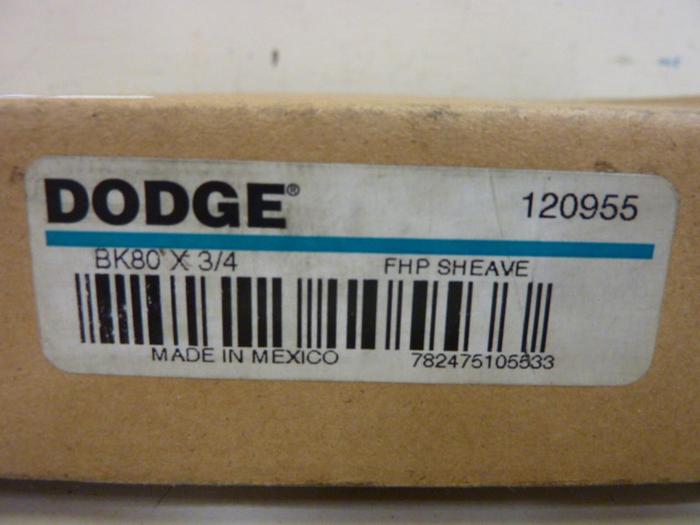 DODGE® 120955
BK80 X 3/4 FHP SHEAVE
MADE IN MEXICO 782475105533